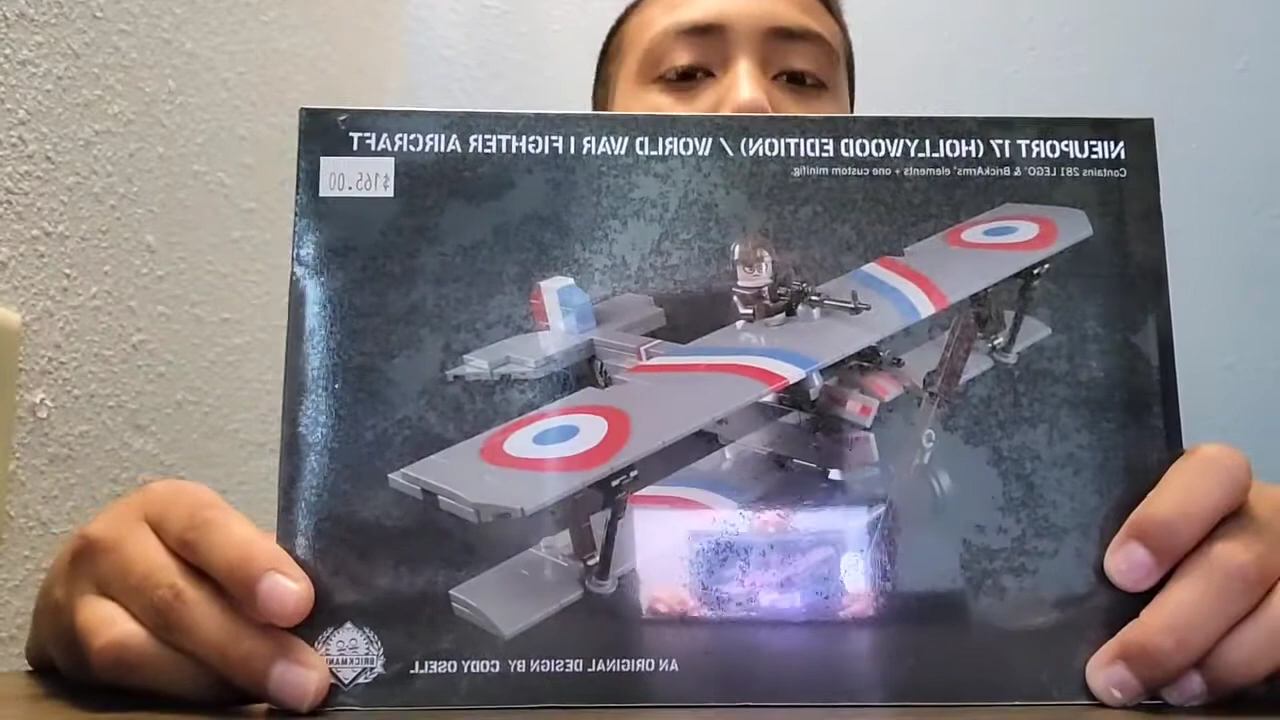 NIEUPORT 17 (HOLLYWOOD EDITION) / WORLD WAR I FIGHTER AIRCRAFT
Contains 281 LEGO® & BrickArms® elements + one custom minifig.
$165.00
AN ORIGINAL DESIGN BY CODY OSELL
BRICKMANIA